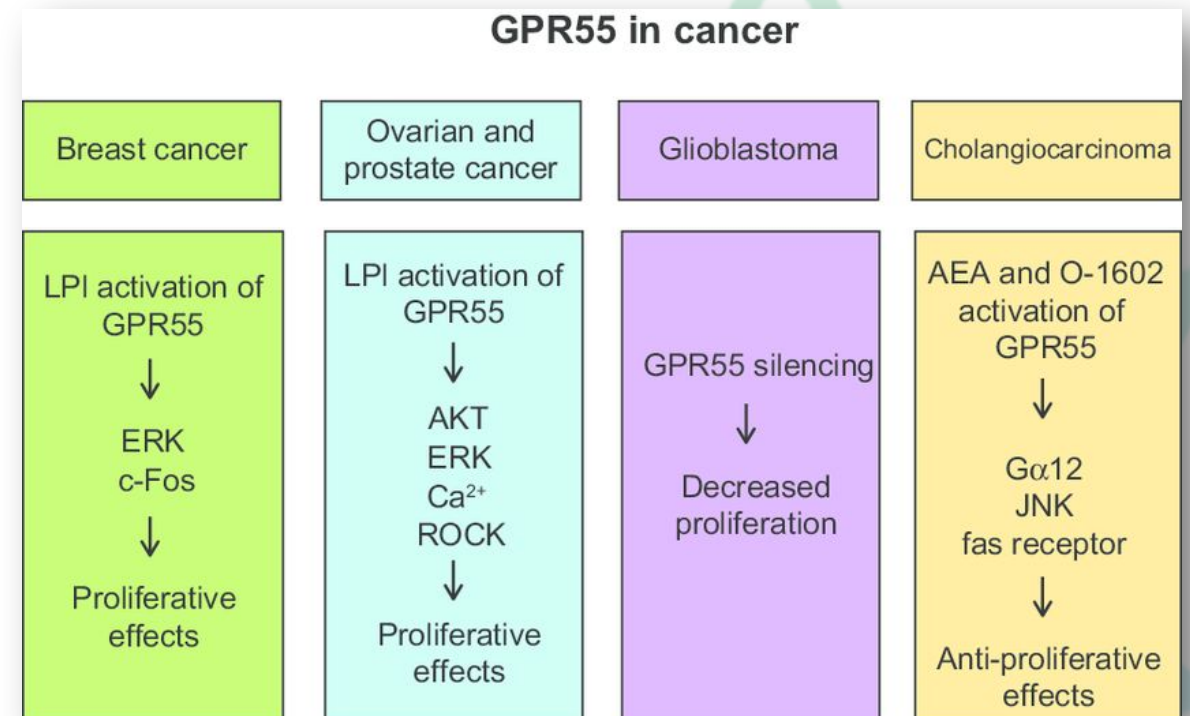 GPR55 in cancer
Breast cancer
Ovarian and
prostate cancer
Glioblastoma
Cholangiocarcinoma
LPI activation of
GPR55
↓
ERK
c-Fos
↓
Proliferative
effects
LPI activation of
GPR55
↓
AKT
ERK
Ca²⁺
ROCK
↓
Proliferative
effects
GPR55 silencing
↓
Decreased
proliferation
AEA and O-1602
activation of
GPR55
↓
Gα12
JNK
fas receptor
↓
Anti-proliferative
effects